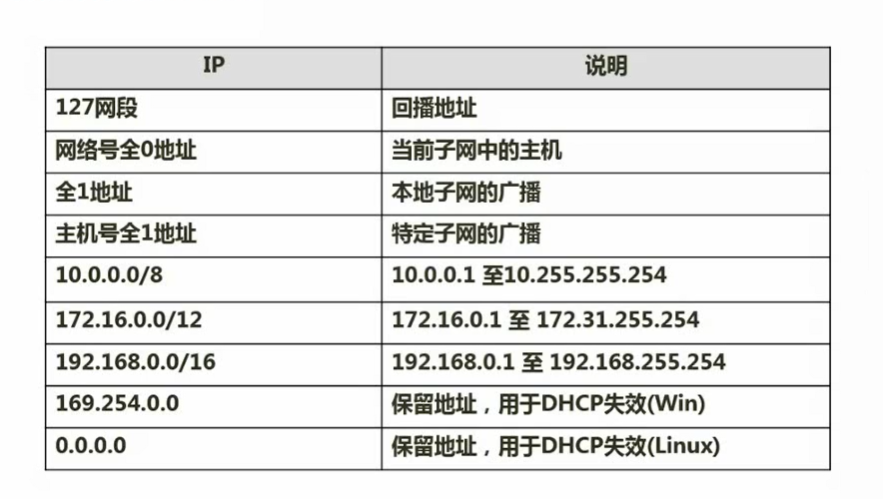 IP 说明
127网段 回播地址
网络号全0地址 当前子网中的主机
全1地址 本地子网的广播
主机号全1地址 特定子网的广播
10.0.0.0/8 10.0.0.1 至10.255.255.254
172.16.0.0/12 172.16.0.1 至 172.31.255.254
192.168.0.0/16 192.168.0.1 至 192.168.255.254
169.254.0.0 保留地址，用于DHCP失效(Win)
0.0.0.0 保留地址，用于DHCP失效(Linux)